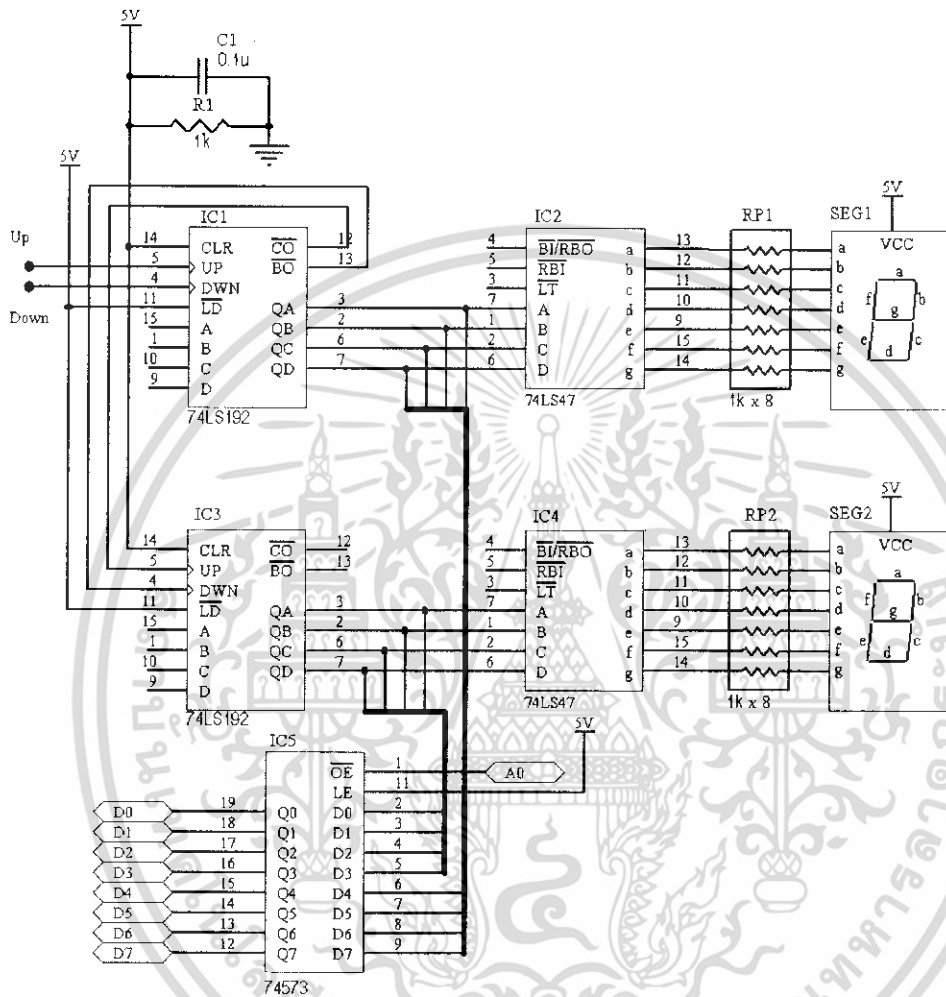 5V
C1
0.1u
R1
1k
5V
Up
Down
IC1
14 CLR CO 12
5 UP BO 13
4 DWN
11 LD QA 3
15 A QB 2
1 B QC 6
10 C QD 7
9 D
74LS192
IC2
4 BI/RBO a 13
5 RBI b 12
3 LT c 11
7 A d 10
1 B e 9
2 C f 15
6 D g 14
74LS47
RP1
1k x 8
SEG1
5V
VCC
a
b
c
d
e
f
g
a
f b
g
e c
d
IC3
14 CLR CO 12
5 UP BO 13
4 DWN
11 LD QA 3
15 A QB 2
1 B QC 6
10 C QD 7
9 D
74LS192
IC4
4 BI/RBO a 13
5 RBI b 12
3 LT c 11
7 A d 10
1 B e 9
2 C f 15
6 D g 14
74LS47
RP2
1k x 8
SEG2
5V
VCC
a
b
c
d
e
f
g
a
f b
g
e c
d
IC5
OE 1 A0
LE 11 5V
D0 19 Q0 D0 2
D1 18 Q1 D1 3
D2 17 Q2 D2 4
D3 16 Q3 D3 5
D4 15 Q4 D4 6
D5 14 Q5 D5 7
D6 13 Q6 D6 8
D7 12 Q7 D7 9
74573